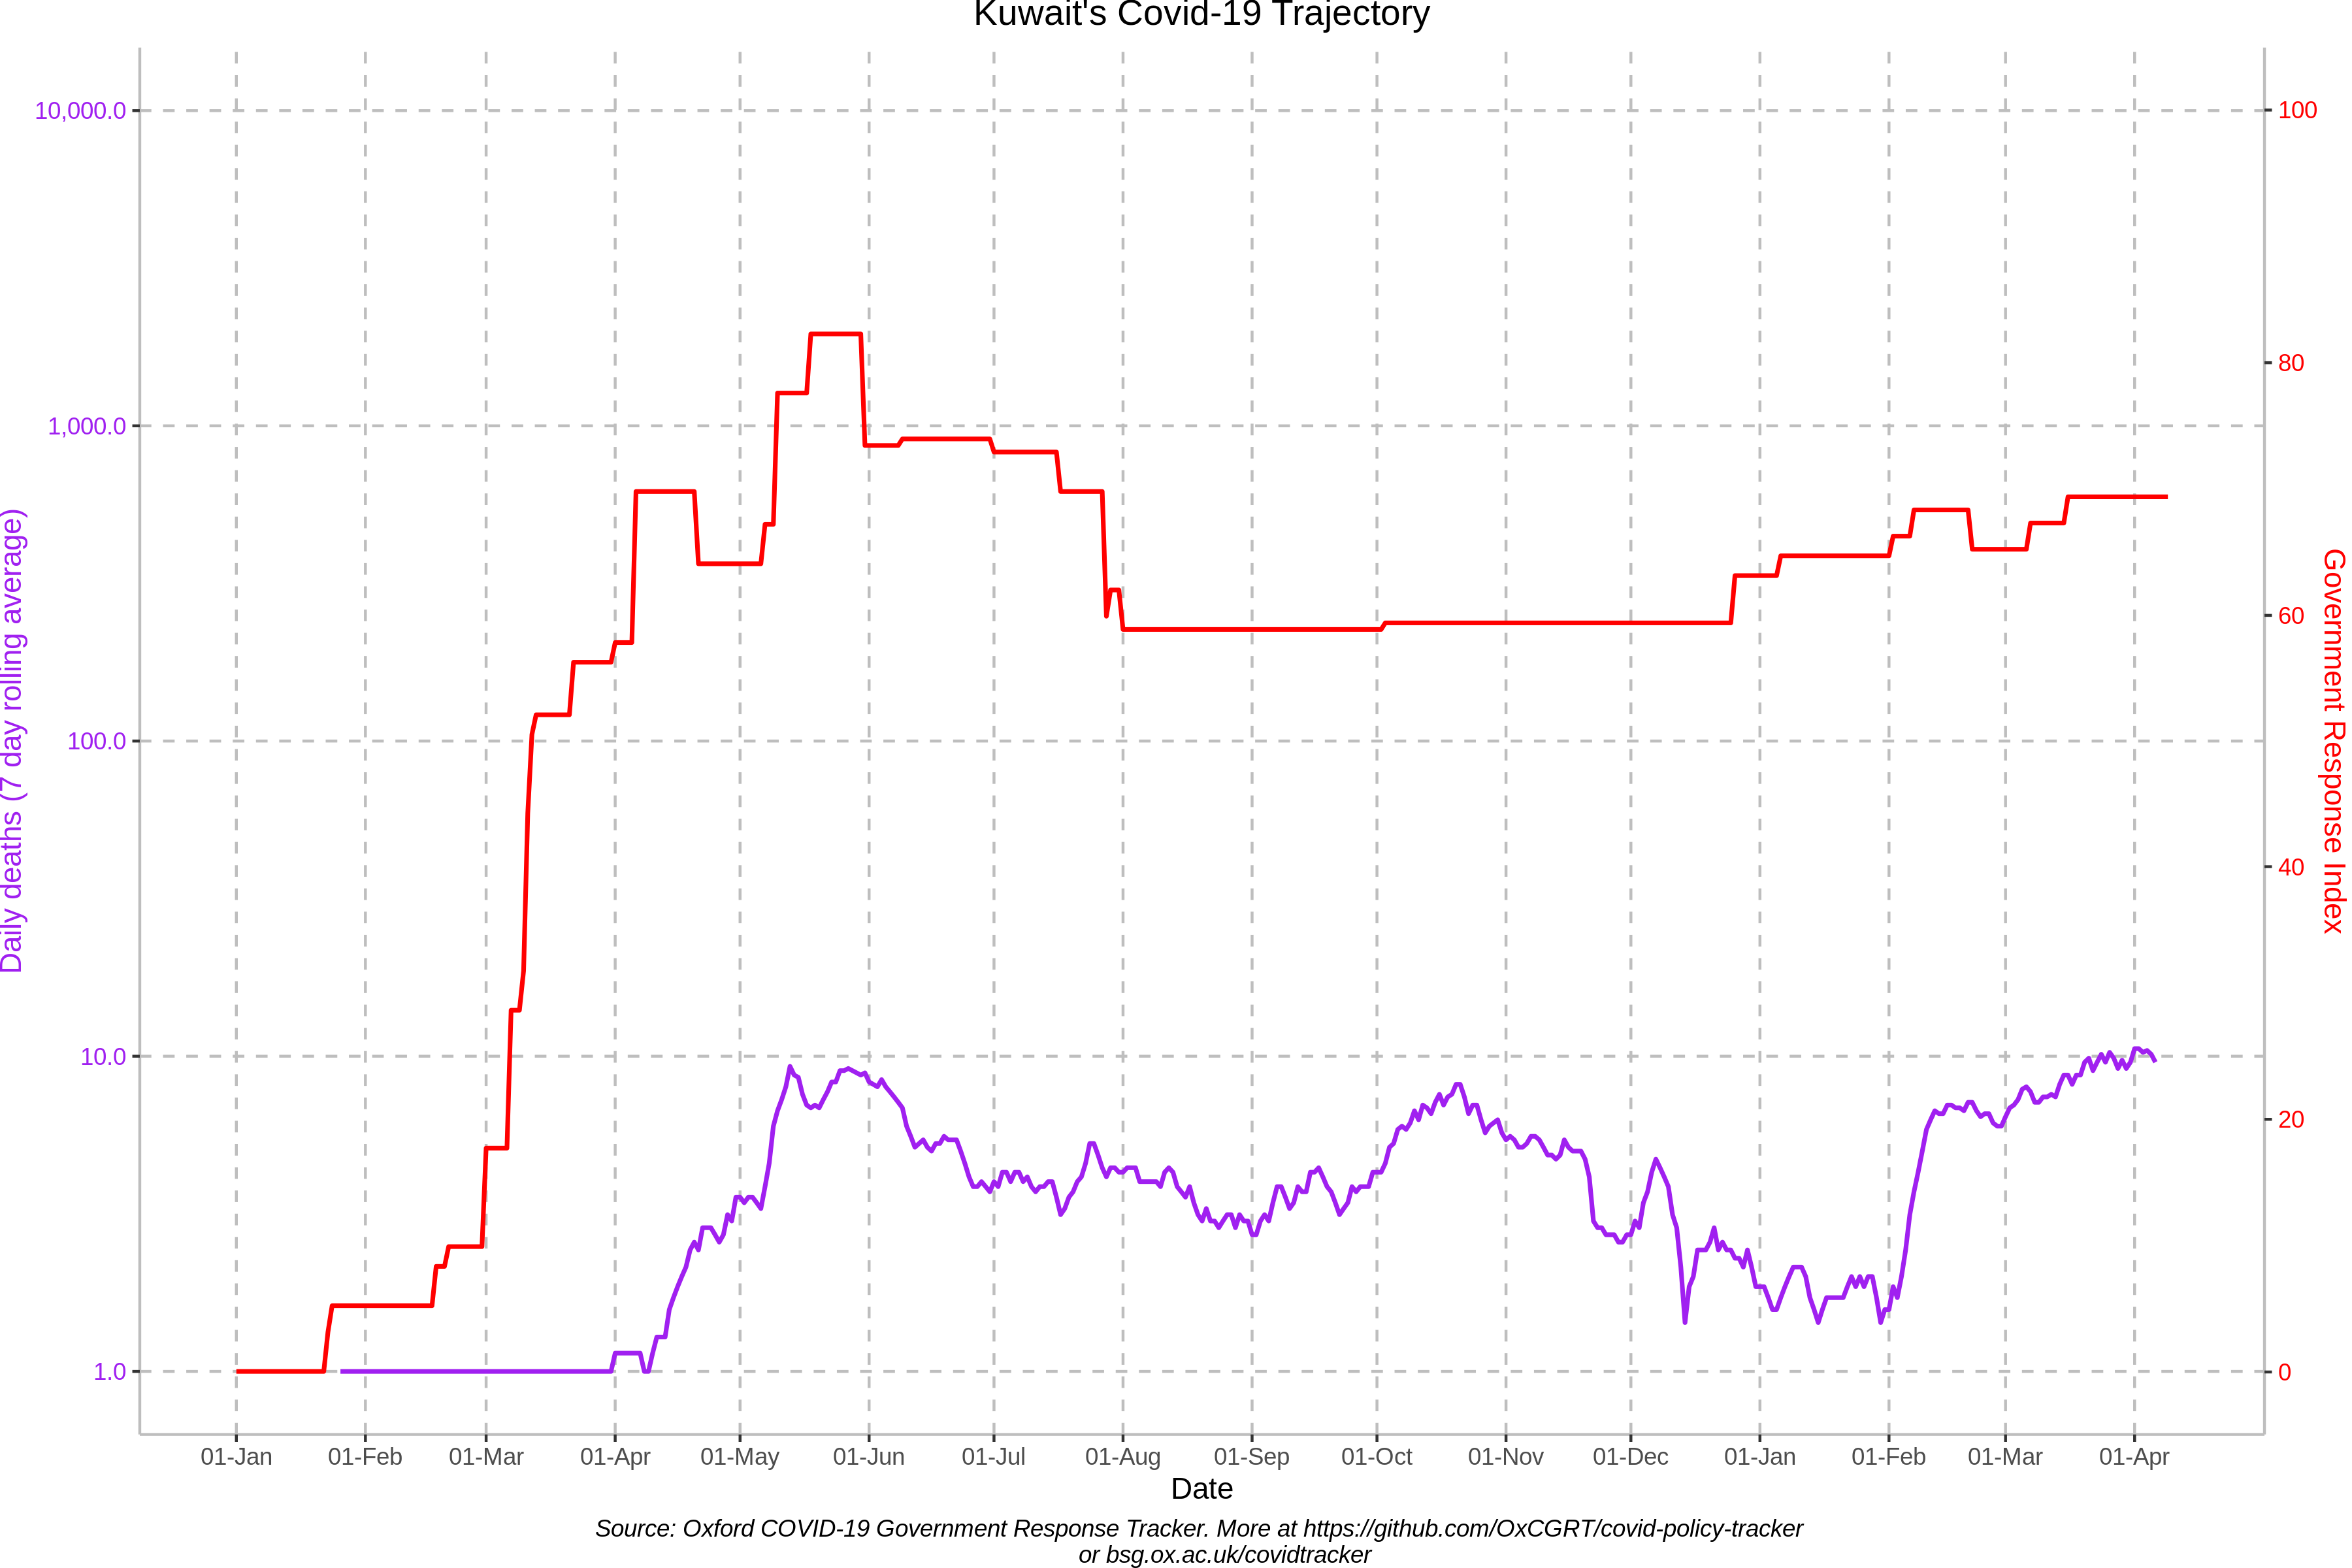 Kuwait's Covid-19 Trajectory
10,000.0
1,000.0
100.0
10.0
1.0
Daily deaths (7 day rolling average)
100
80
60
40
20
0
Government Response Index
01-Jan 01-Feb 01-Mar 01-Apr 01-May 01-Jun 01-Jul 01-Aug 01-Sep 01-Oct 01-Nov 01-Dec 01-Jan 01-Feb 01-Mar 01-Apr
Date
Source: Oxford COVID-19 Government Response Tracker. More at https://github.com/OxCGRT/covid-policy-tracker
or bsg.ox.ac.uk/covidtracker